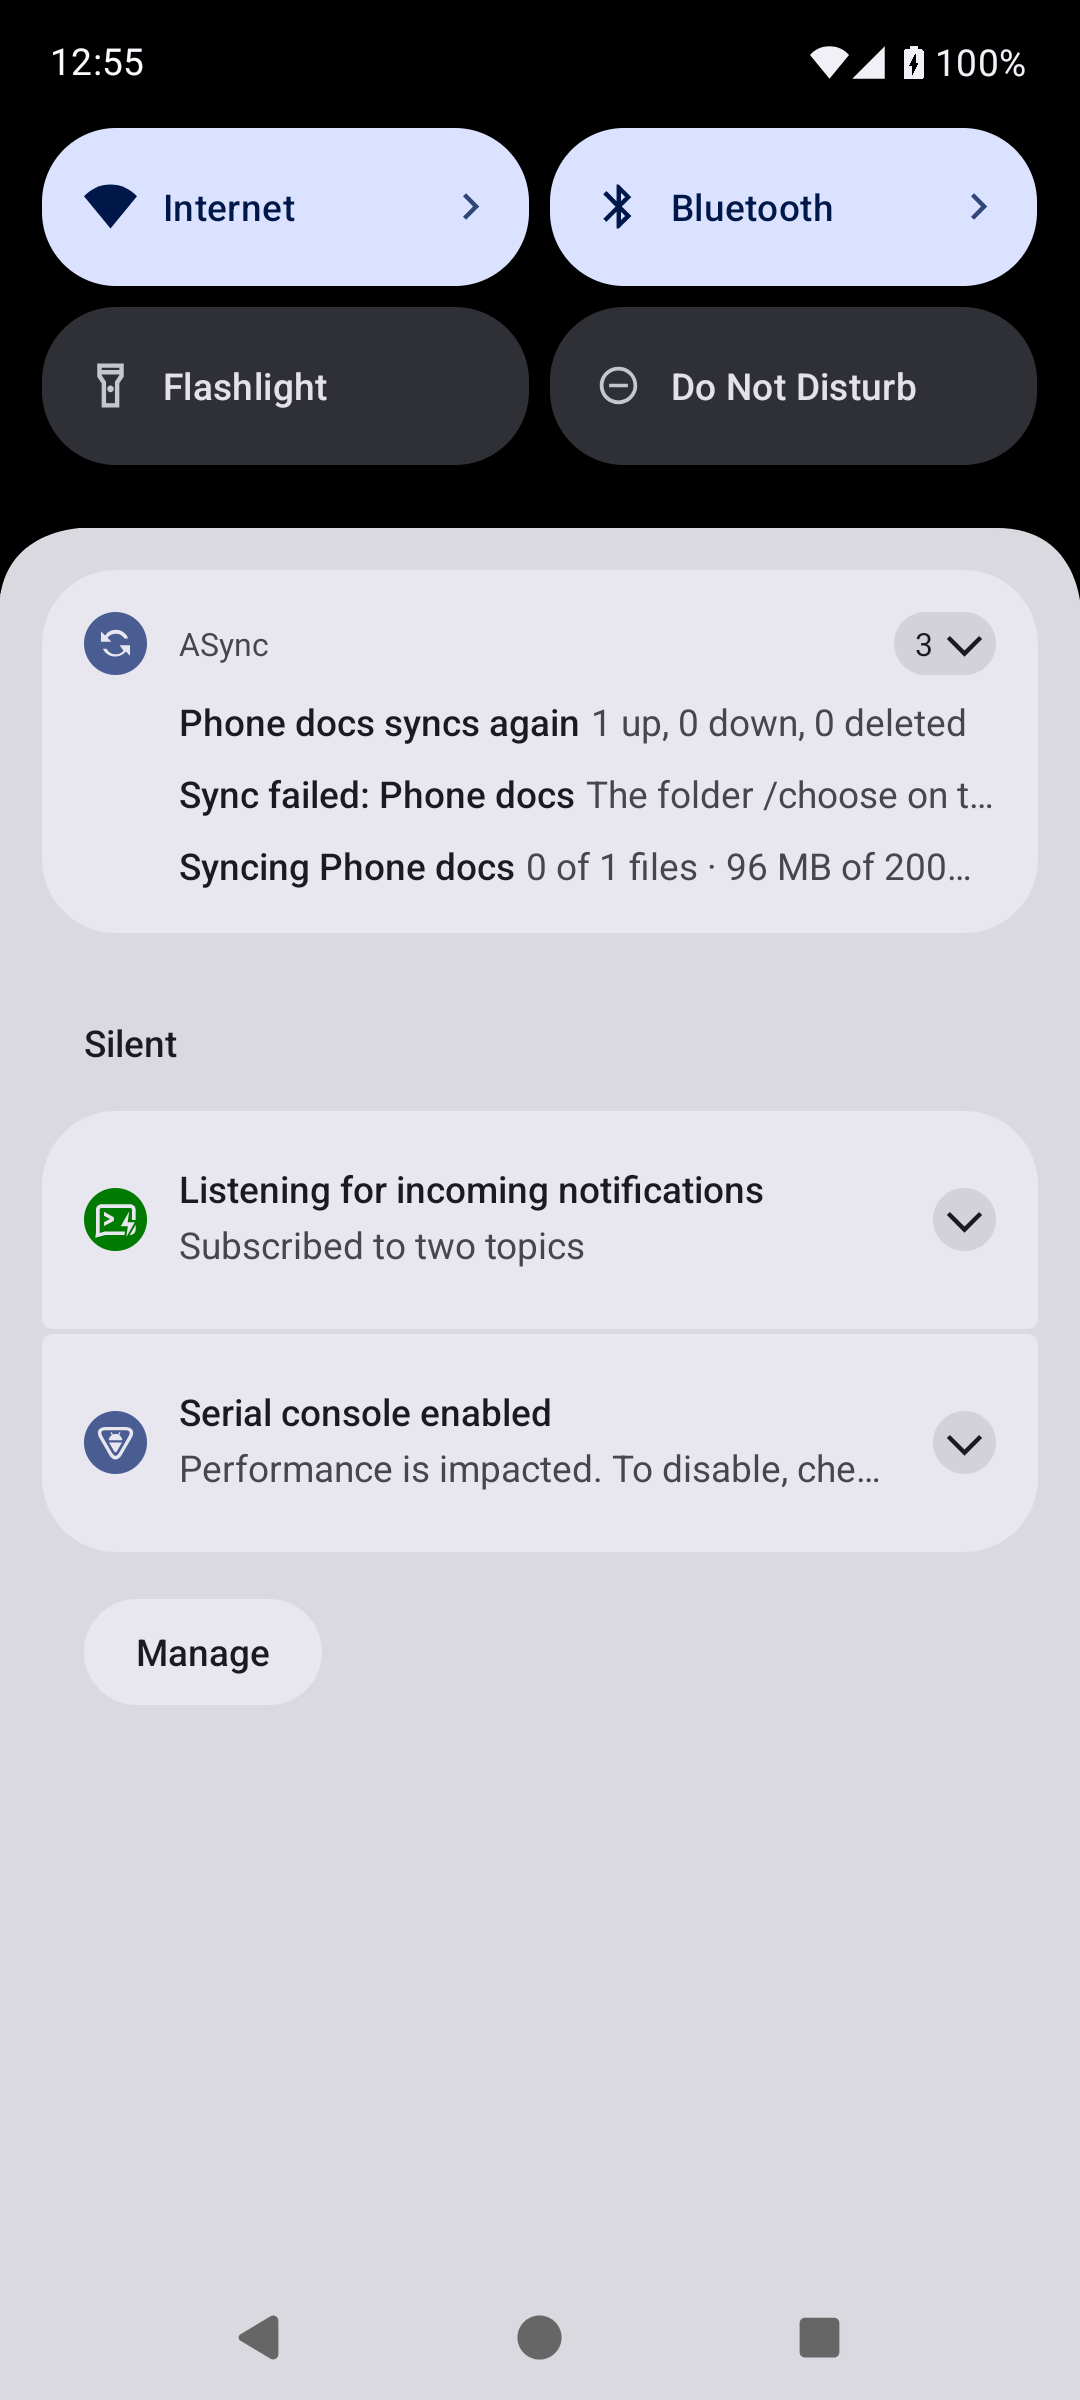 12:55 100%
Internet
Bluetooth
Flashlight
Do Not Disturb
ASync
3
Phone docs syncs again 1 up, 0 down, 0 deleted
Sync failed: Phone docs The folder /choose on t…
Syncing Phone docs 0 of 1 files · 96 MB of 200…
Silent
Listening for incoming notifications
Subscribed to two topics
Serial console enabled
Performance is impacted. To disable, che…
Manage